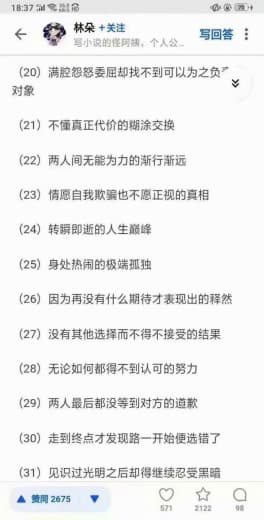 18:37
林朵 +关注
写小说的怪阿姨，个人公...
写回答
（20）满腔怨怒委屈却找不到可以为之负责
对象
（21）不懂真正代价的糊涂交换
（22）两人间无能为力的渐行渐远
（23）情愿自我欺骗也不愿正视的真相
（24）转瞬即逝的人生巅峰
（25）身处热闹的极端孤独
（26）因为再没有什么期待才表现出的释然
（27）没有其他选择而不得不接受的结果
（28）无论如何都得不到认可的努力
（29）两人最后都没等到对方的道歉
（30）走到终点才发现路一开始便选错了
（31）见识过光明之后却得继续忍受黑暗
赞同 2675
571
2122
98